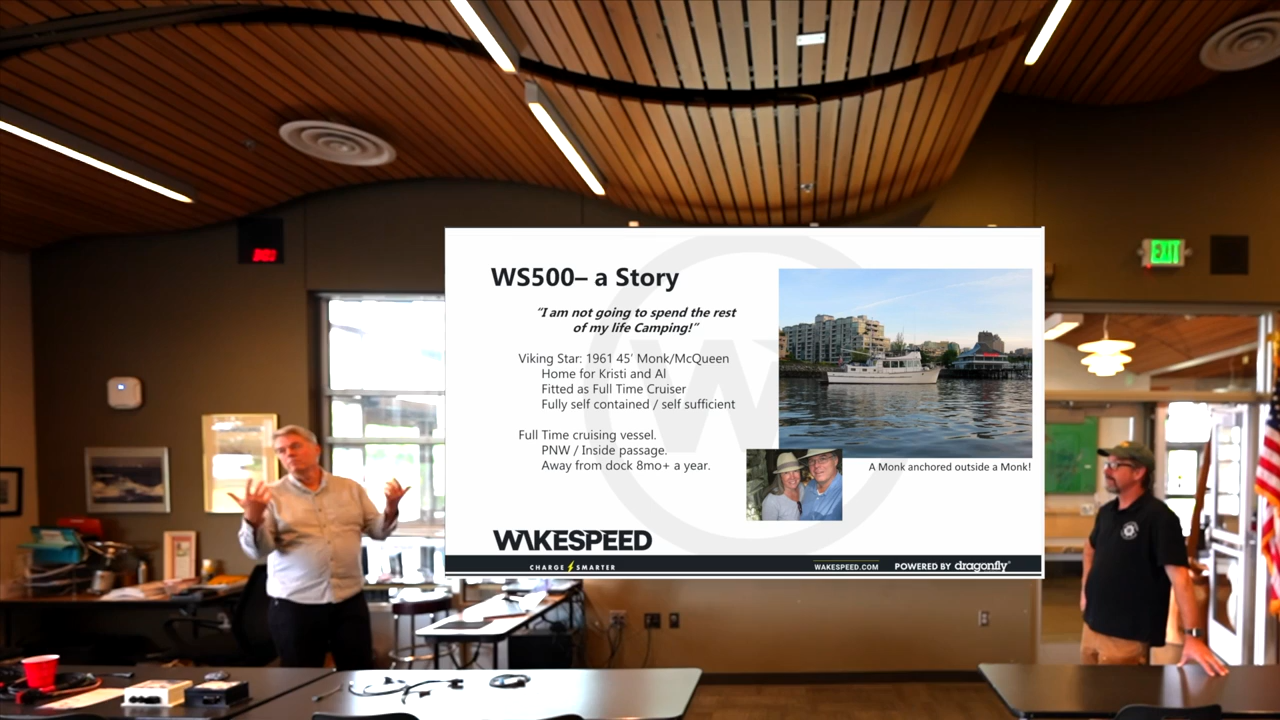 WS500– a Story
“I am not going to spend the rest
of my life Camping!”
Viking Star: 1961 45’ Monk/McQueen
Home for Kristi and Al
Fitted as Full Time Cruiser
Fully self contained / self sufficient
Full Time cruising vessel.
PNW / Inside passage.
Away from dock 8mo+ a year.
A Monk anchored outside a Monk!
WAKESPEED
CHARGE SMARTER
WAKESPEED.COM
POWERED BY dragonfly
EXIT